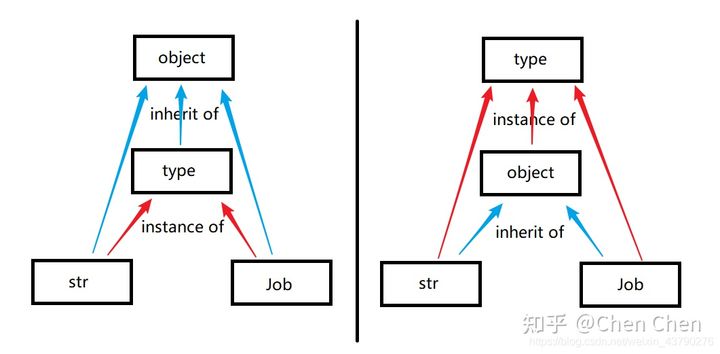 object
inherit of
type
instance of
str
Job
type
instance of
object
inherit of
str
Job
知乎 @Chen Chen
https://blog.csdn.net/weixin_43790276